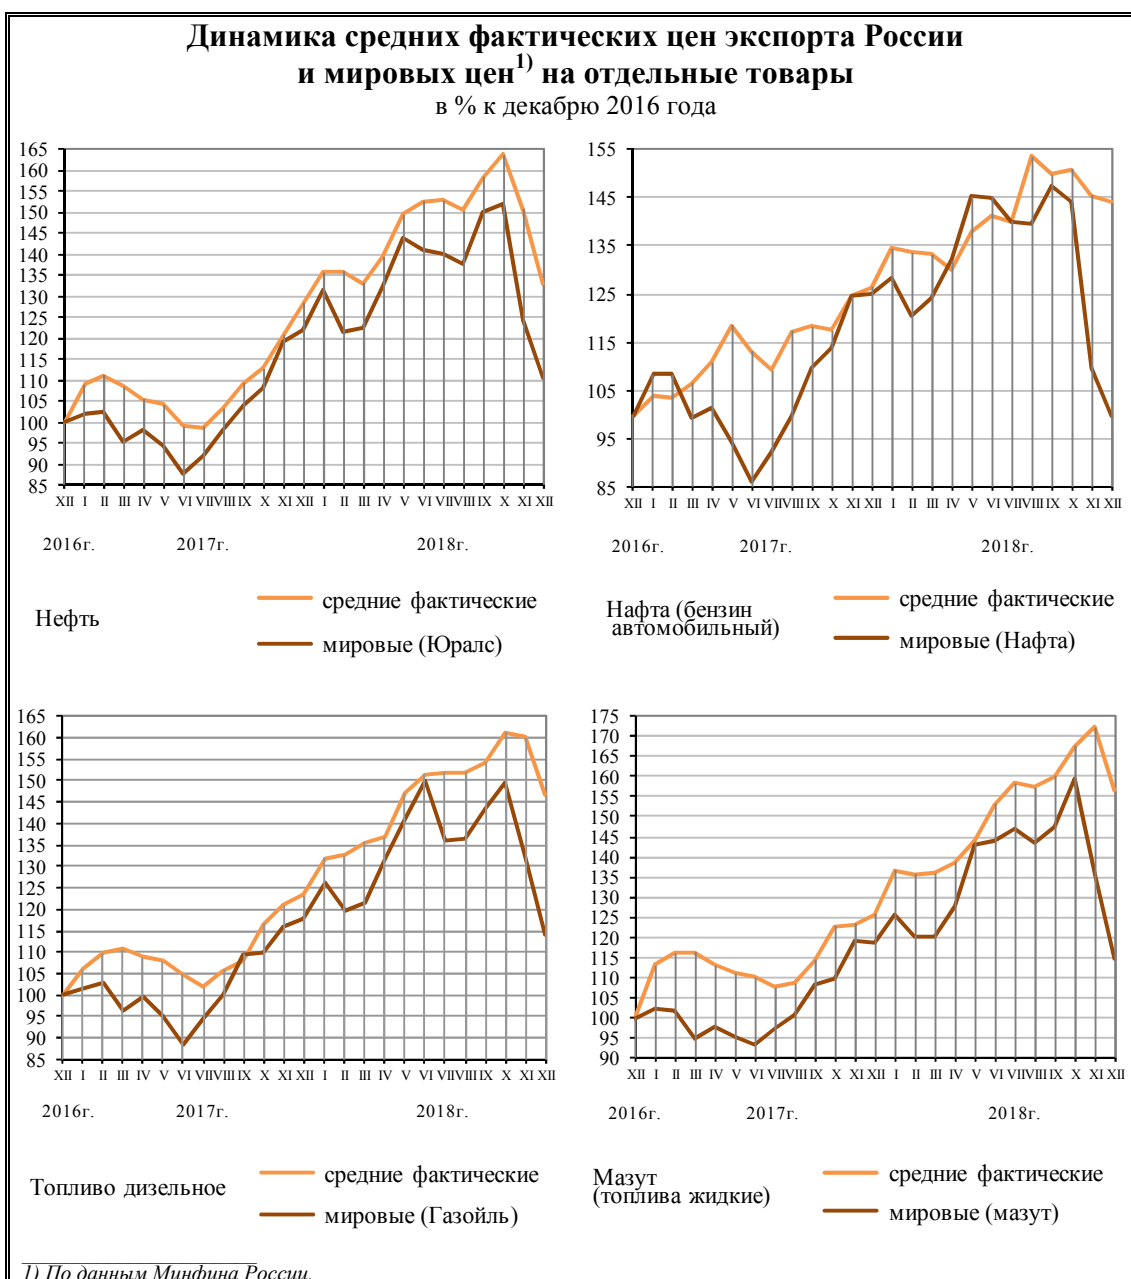 Динамика средних фактических цен экспорта России
и мировых цен1) на отдельные товары
в % к декабрю 2016 года
165
160
155
150
145
140
135
130
125
120
115
110
105
100
95
90
85
XII I II III IV V VI VII VIII IX X XI XII I II III IV V VI VII VIII IX X XI XII
2016г. 2017г. 2018г.
Нефть
средние фактические
мировые (Юралс)
155
145
135
125
115
105
95
85
XII I II III IV V VI VII VIII IX X XI XII I II III IV V VI VII VIII IX X XI XII
2016г. 2017г. 2018г.
Нафта (бензин
автомобильный)
средние фактические
мировые (Нафта)
165
160
155
150
145
140
135
130
125
120
115
110
105
100
95
90
85
XII I II III IV V VI VII VIII IX X XI XII I II III IV V VI VII VIII IX X XI XII
2016г. 2017г. 2018г.
Топливо дизельное
средние фактические
мировые (Газойль)
175
170
165
160
155
150
145
140
135
130
125
120
115
110
105
100
95
90
XII I II III IV V VI VII VIII IX X XI XII I II III IV V VI VII VIII IX X XI XII
2016г. 2017г. 2018г.
Мазут
(топлива жидкие)
средние фактические
мировые (мазут)
1) По данным Минфина России.